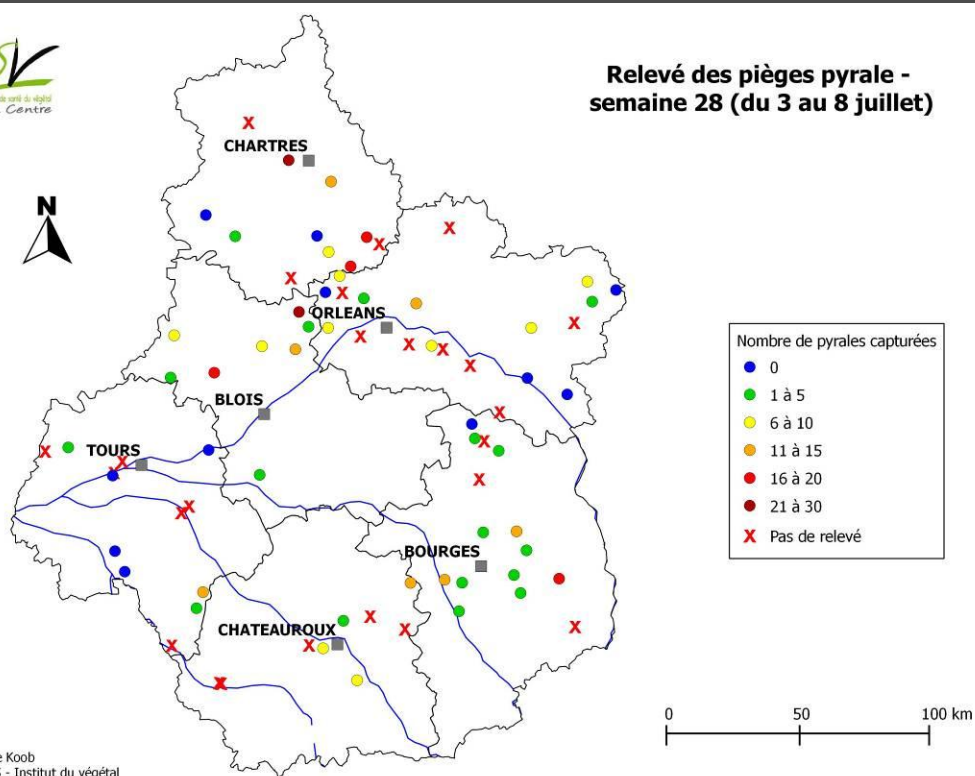 Relevé des pièges pyrale -
semaine 28 (du 3 au 8 juillet)
Centre
CHARTRES
N
ORLEANS
BLOIS
TOURS
BOURGES
CHATEAUROUX
Nombre de pyrales capturées
0
1 à 5
6 à 10
11 à 15
16 à 20
21 à 30
X Pas de relevé
0 50 100 km
e Koob
- Institut du végétal